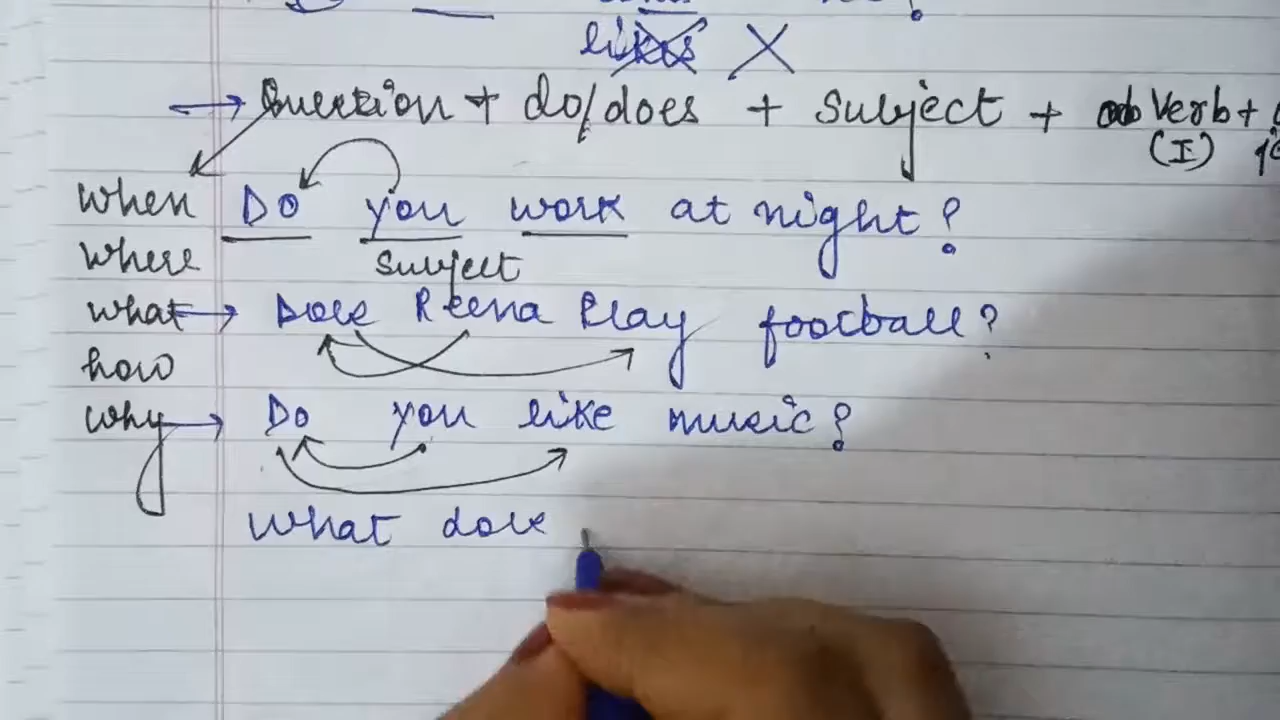 likes X
→ Question + do/does + Subject + Verb +
(I)
when Do you work at night?
where Subject
what → Does Reena Play football?
how
why → Do you like music?
What does